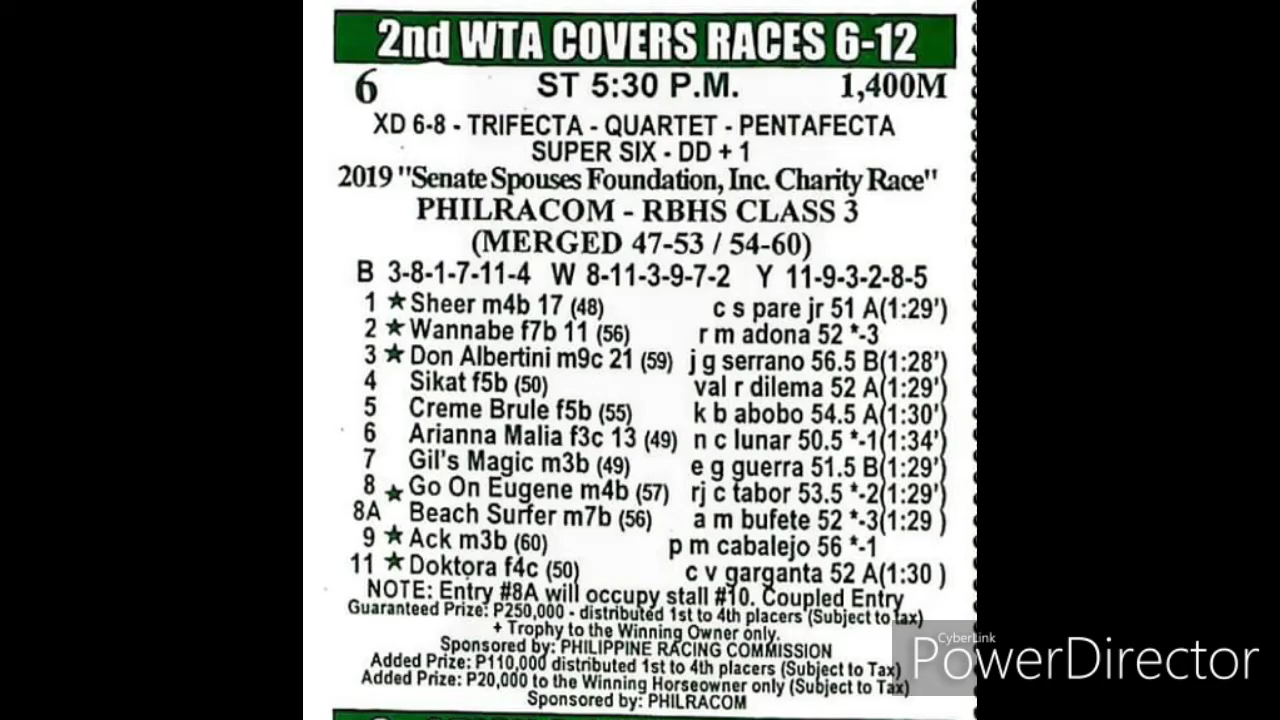 2nd WTA COVERS RACES 6-12
6 ST 5:30 P.M. 1,400M
XD 6-8 - TRIFECTA - QUARTET - PENTAFECTA
SUPER SIX - DD + 1
2019 "Senate Spouses Foundation, Inc. Charity Race"
PHILRACOM - RBHS CLASS 3
(MERGED 47-53 / 54-60)
B 3-8-1-7-11-4 W 8-11-3-9-7-2 Y 11-9-3-2-8-5
1 ★ Sheer m4b 17 (48) c s pare jr 51 A(1:29')
2 ★ Wannabe f7b 11 (56) r m adona 52 *-3
3 ★ Don Albertini m9c 21 (59) j g serrano 56.5 B(1:28')
4 Sikat f5b (50) val r dilema 52 A(1:29')
5 Creme Brule f5b (55) k b abobo 54.5 A(1:30')
6 Arianna Malia f3c 13 (49) n c lunar 50.5 *-1(1:34')
7 Gil's Magic m3b (49) e g guerra 51.5 B(1:29')
8 ★ Go On Eugene m4b (57) rj c tabor 53.5 *-2(1:29')
8A Beach Surfer m7b (56) a m bufete 52 *-3(1:29 )
9 ★ Ack m3b (60) p m cabalejo 56 *-1
11 ★ Doktora f4c (50) c v garganta 52 A(1:30 )
NOTE: Entry #8A will occupy stall #10. Coupled Entry
Guaranteed Prize: P250,000 - distributed 1st to 4th placers (Subject to tax)
+ Trophy to the Winning Owner only.
Sponsored by: PHILIPPINE RACING COMMISSION
Added Prize: P110,000 distributed 1st to 4th placers (Subject to Tax)
Added Prize: P20,000 to the Winning Horseowner only (Subject to Tax)
Sponsored by: PHILRACOM
CyberLink
PowerDirector